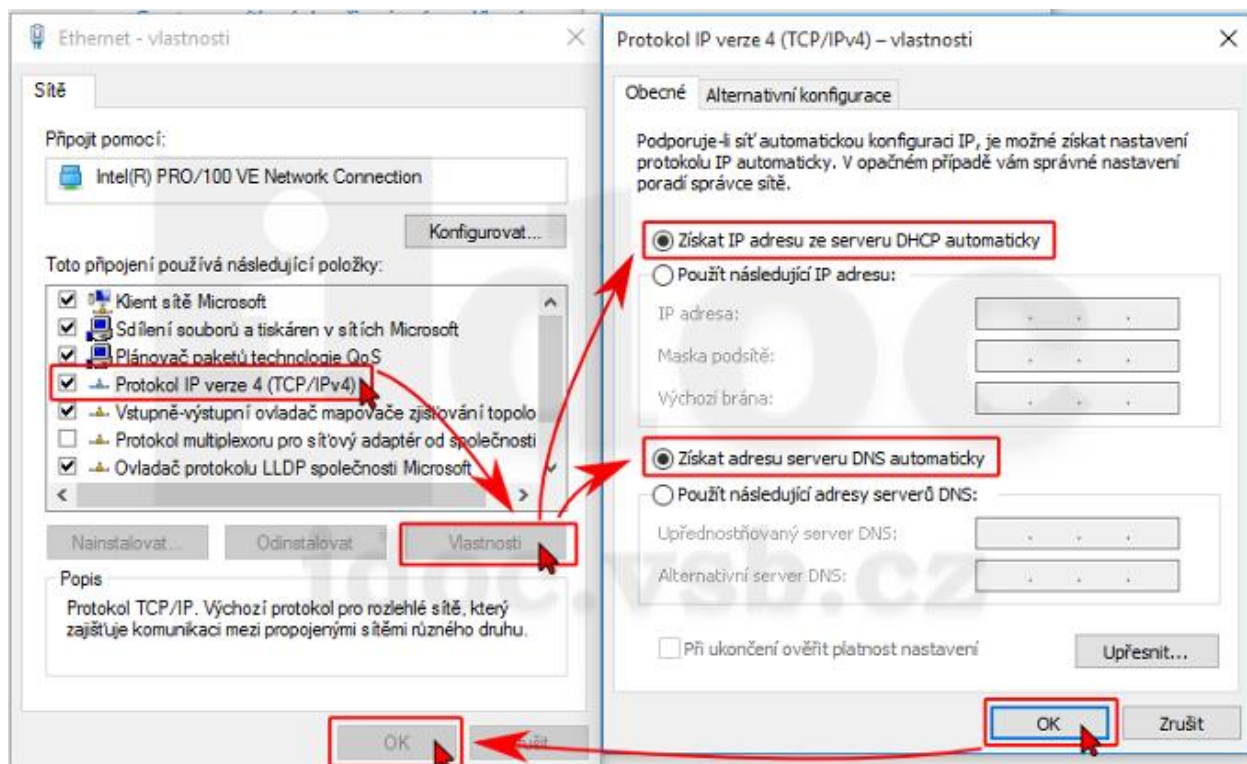 Ethernet - vlastnosti
Sítě
Připojit pomocí:
Intel(R) PRO/100 VE Network Connection
Konfigurovat...
Toto připojení používá následující položky:
Klient sítě Microsoft
Sdílení souborů a tiskáren v sítích Microsoft
Plánovač paketů technologie QoS
Protokol IP verze 4 (TCP/IPv4)
Vstupně-výstupní ovladač mapovače zjišťování topolo
Protokol multiplexoru pro síťový adaptér od společnosti
Ovladač protokolu LLDP společnosti Microsoft
Nainstalovat...
Odinstalovat
Vlastnosti
Popis
Protokol TCP/IP. Výchozí protokol pro rozlehlé sítě, který
zajišťuje komunikaci mezi propojenými sítěmi různého druhu.
OK
Protokol IP verze 4 (TCP/IPv4) – vlastnosti
Obecné
Alternativní konfigurace
Podporuje-li síť automatickou konfiguraci IP, je možné získat nastavení
protokolu IP automaticky. V opačném případě vám správné nastavení
poradí správce sítě.
Získat IP adresu ze serveru DHCP automaticky
Použít následující IP adresu:
IP adresa:
Maska podsítě:
Výchozí brána:
Získat adresu serveru DNS automaticky
Použít následující adresy serverů DNS:
Upřednostňovaný server DNS:
Alternativní server DNS:
Při ukončení ověřit platnost nastavení
Upřesnit...
OK
Zrušit
idoc
idoc.vsb.cz